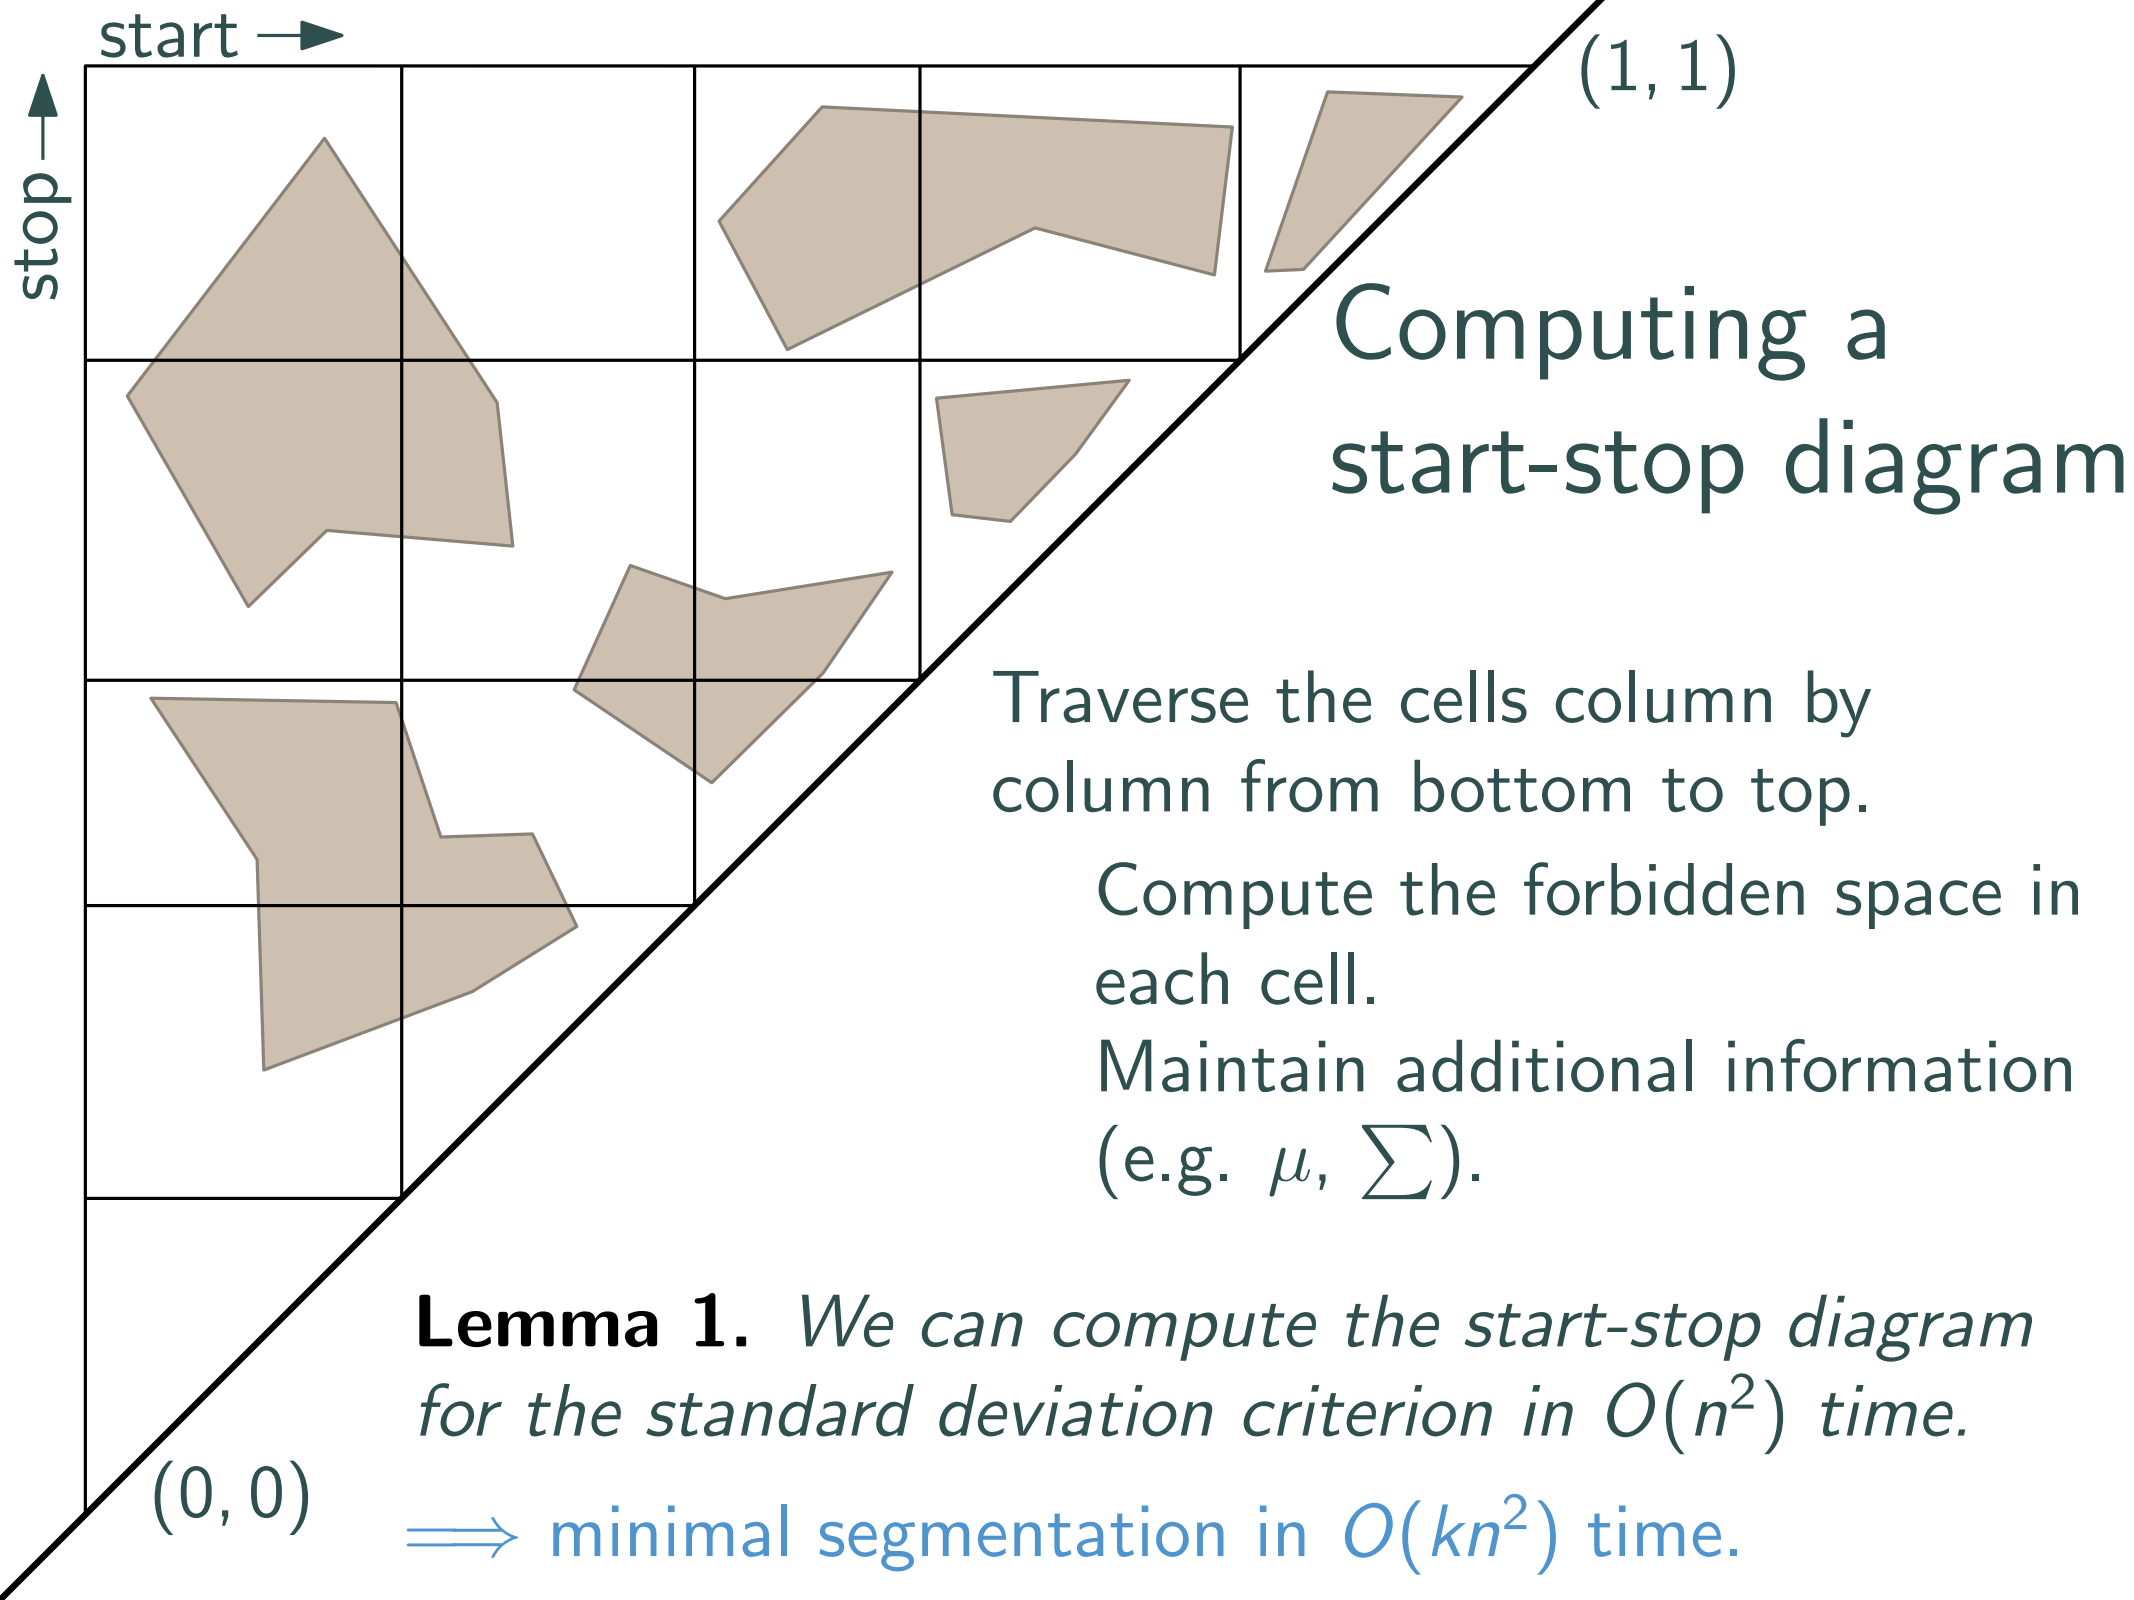 start
stop
(1, 1)
Computing a
start-stop diagram
Traverse the cells column by
column from bottom to top.
Compute the forbidden space in
each cell.
Maintain additional information
(e.g. μ, ∑).
Lemma 1. We can compute the start-stop diagram
for the standard deviation criterion in O(n²) time.
(0, 0)
⟹ minimal segmentation in O(kn²) time.